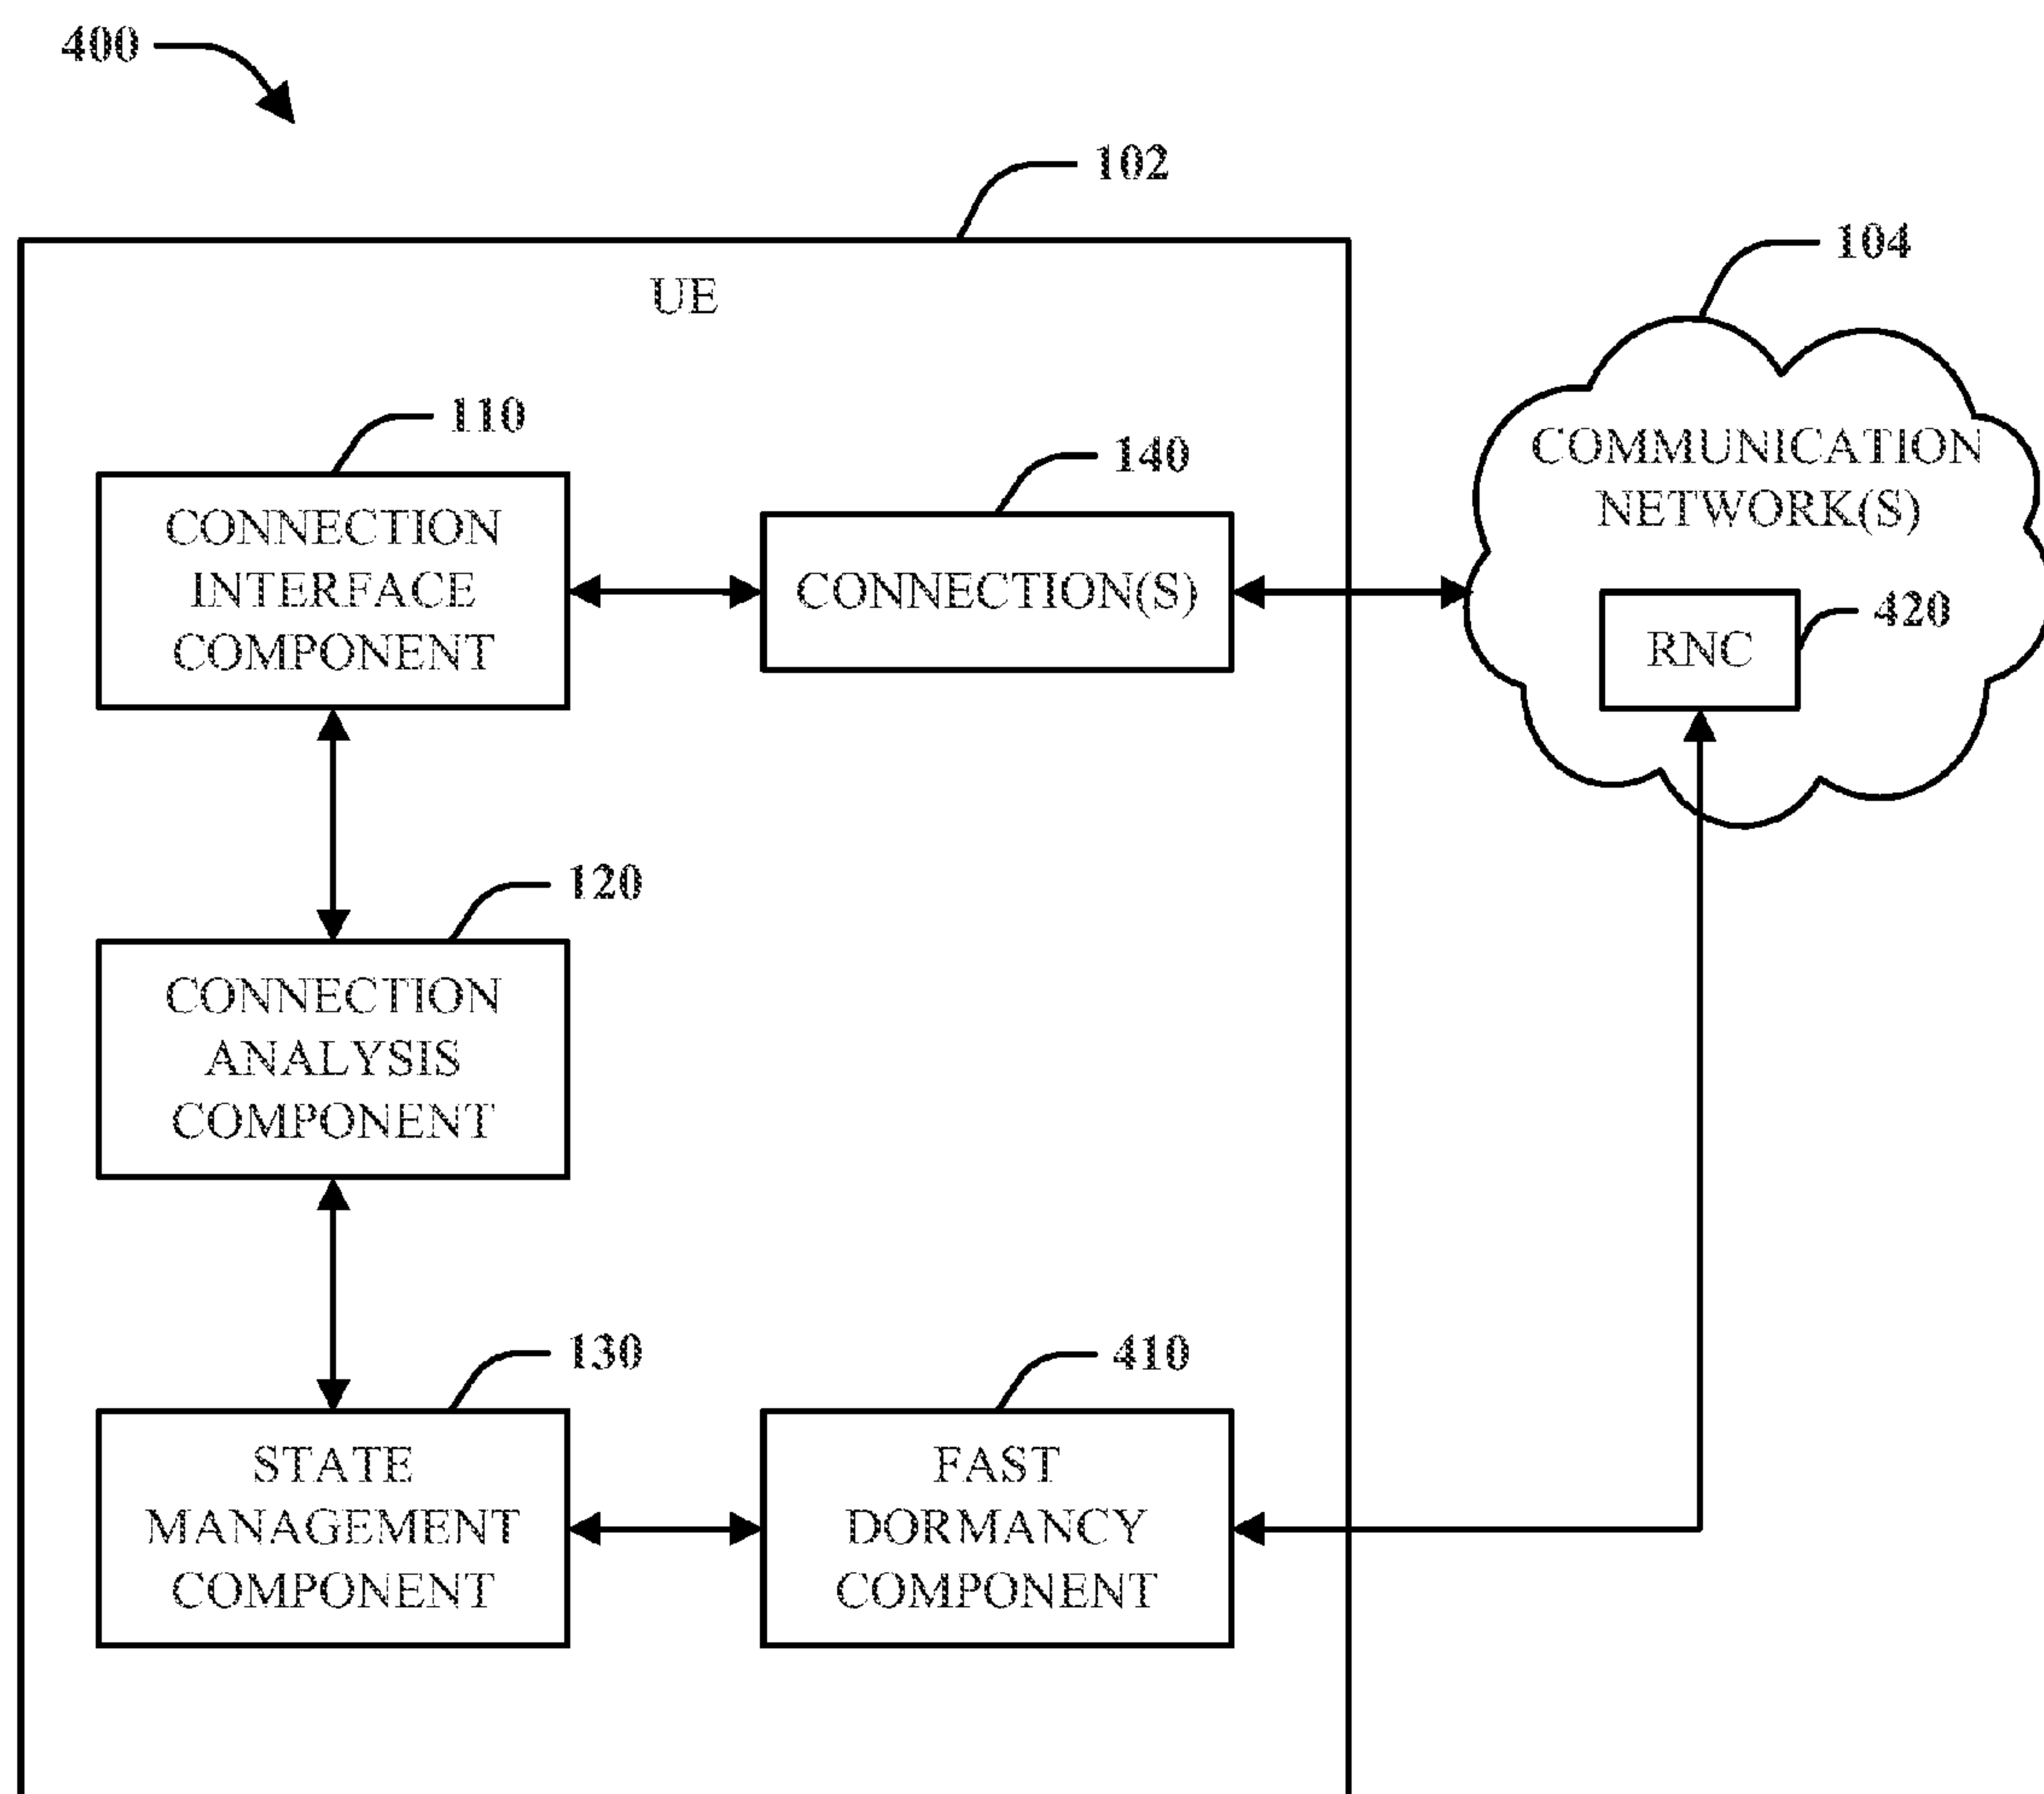 400
102
UE
104
110
CONNECTION
INTERFACE
COMPONENT
140
CONNECTION(S)
COMMUNICATION
NETWORK(S)
RNC
420
120
CONNECTION
ANALYSIS
COMPONENT
130
STATE
MANAGEMENT
COMPONENT
410
FAST
DORMANCY
COMPONENT